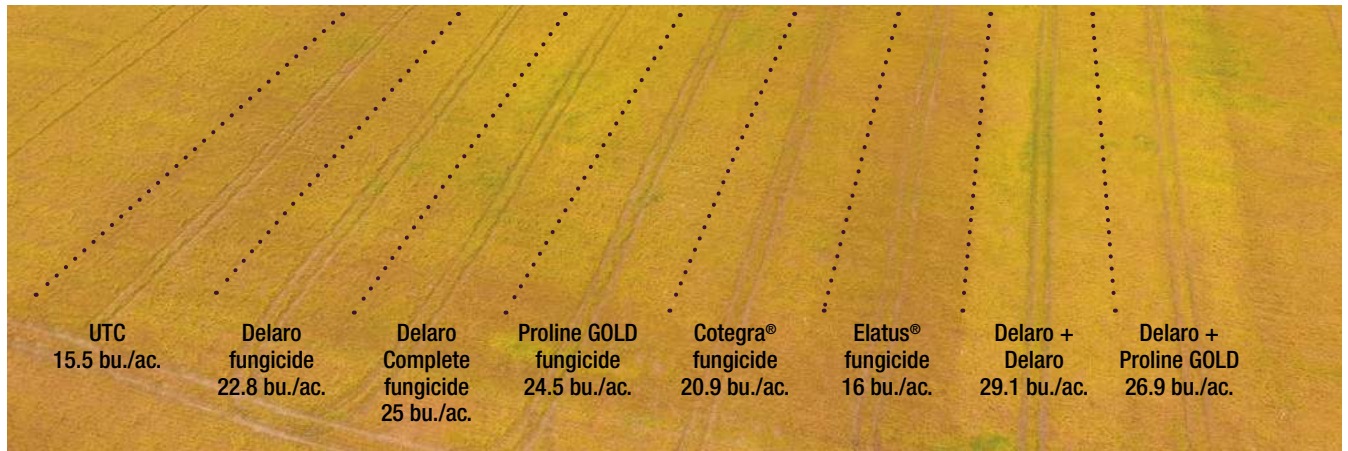 UTC
15.5 bu./ac.
Delaro
fungicide
22.8 bu./ac.
Delaro
Complete
fungicide
25 bu./ac.
Proline GOLD
fungicide
24.5 bu./ac.
Cotegra®
fungicide
20.9 bu./ac.
Elatus®
fungicide
16 bu./ac.
Delaro +
Delaro
29.1 bu./ac.
Delaro +
Proline GOLD
26.9 bu./ac.